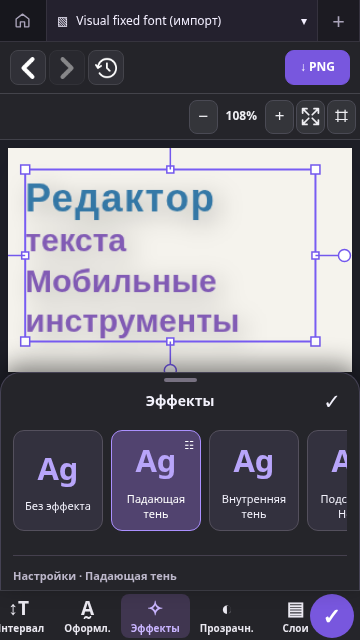 Visual fixed font (импорт)
↓ PNG
108%
Редактор
текста
Мобильные
инструменты
Эффекты
Ag Ag Ag
Без эффекта
Падающая
тень
Внутренняя
тень
Настройки · Падающая тень
Оформл. Эффекты Прозрачн.